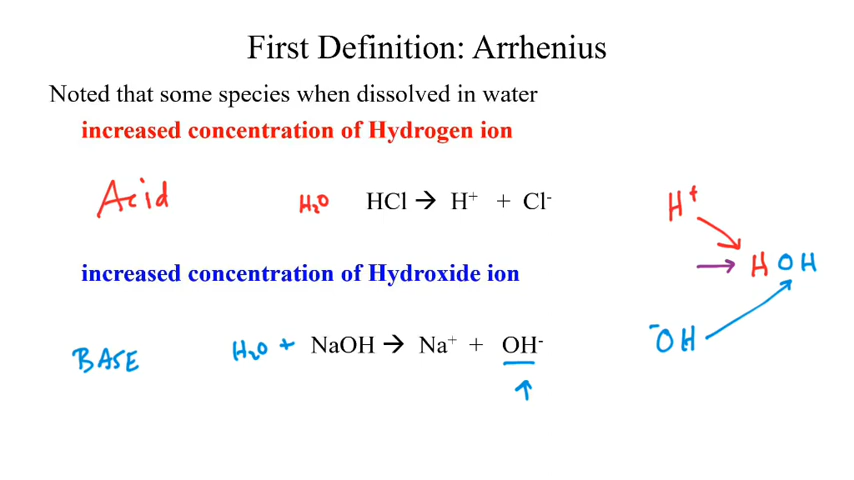 First Definition: Arrhenius
Noted that some species when dissolved in water
increased concentration of Hydrogen ion
Acid H₂O HCl → H⁺ + Cl⁻ H⁺
→ H OH
increased concentration of Hydroxide ion
BASE H₂O + NaOH → Na⁺ + OH⁻ ⁻OH